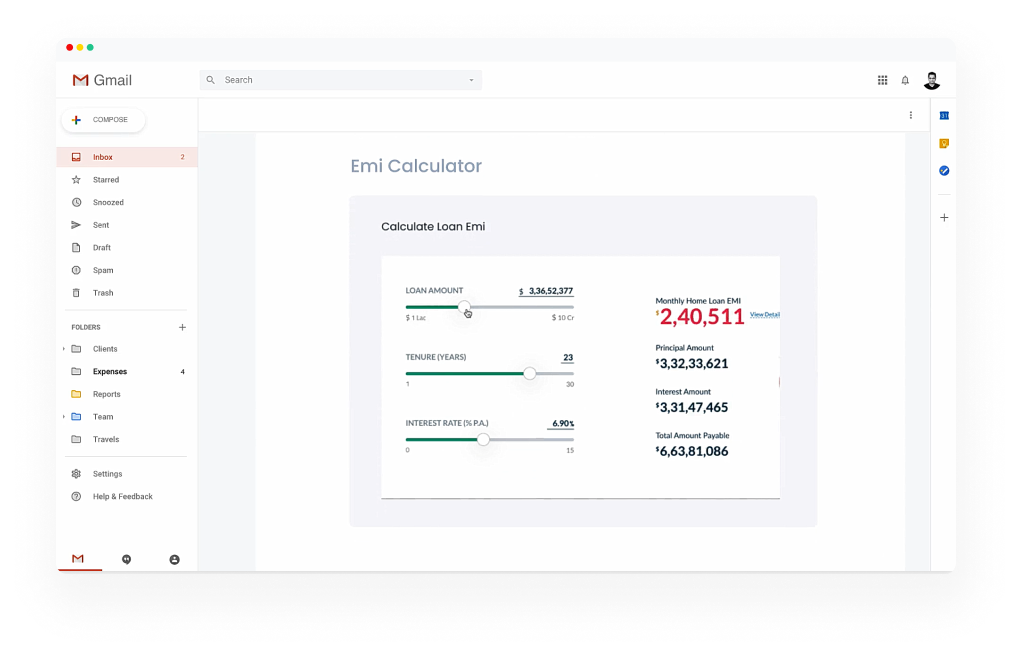 Gmail
Search
COMPOSE
Inbox 2
Starred
Snoozed
Sent
Draft
Spam
Trash
FOLDERS
Clients
Expenses 4
Reports
Team
Travels
Settings
Help & Feedback
Emi Calculator
Calculate Loan Emi
LOAN AMOUNT $ 3,36,52,377
$ 1 Lac $ 10 Cr
TENURE (YEARS) 23
1 30
INTEREST RATE (% P.A.) 6.90%
0 15
Monthly Home Loan EMI
$2,40,511 View Detail
Principal Amount
$3,32,33,621
Interest Amount
$3,31,47,465
Total Amount Payable
$6,63,81,086
31